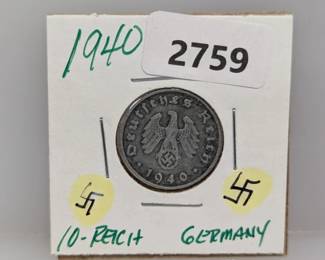 1940
2759
Deutsches Reich
1940
10-REICH GERMANY